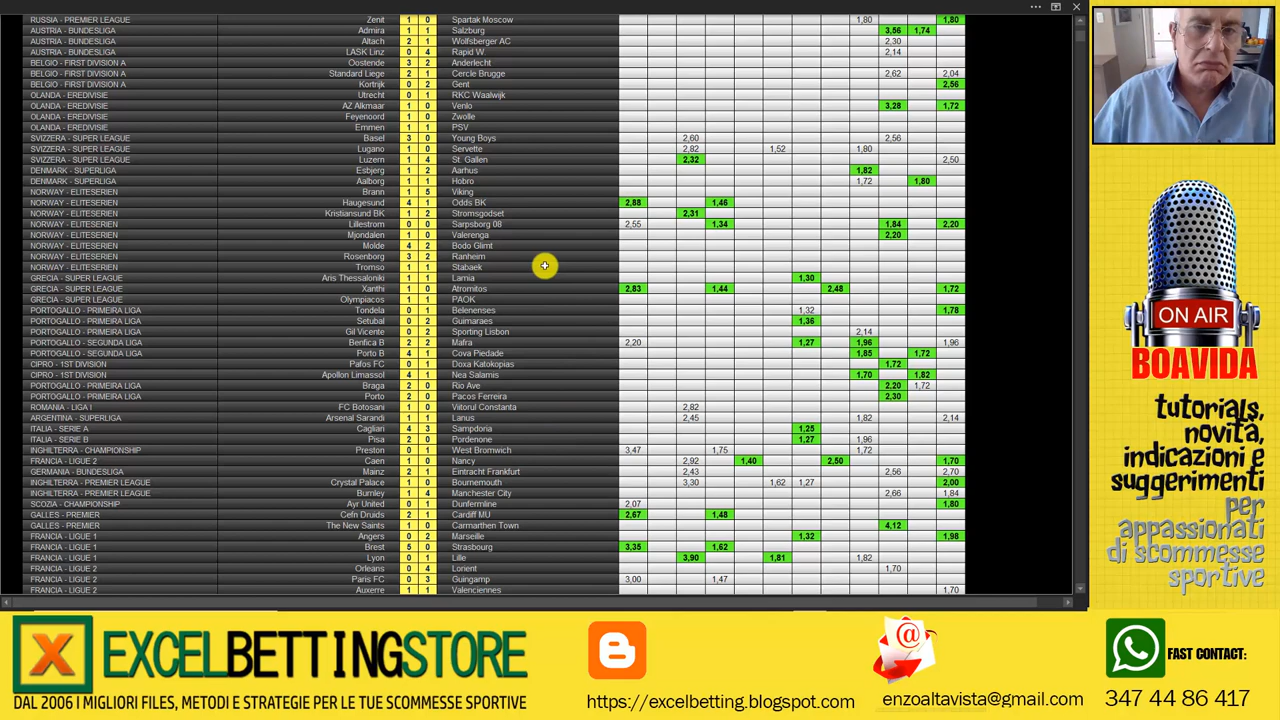 RUSSIA - PREMIER LEAGUE Zenit 1 0 Spartak Moscow 1,80 1,80
AUSTRIA - BUNDESLIGA Admira 1 1 Salzburg 3,56 1,74
AUSTRIA - BUNDESLIGA Altach 2 1 Wolfsberger AC 2,30
AUSTRIA - BUNDESLIGA LASK Linz 0 4 Rapid W. 2,14
BELGIO - FIRST DIVISION A Oostende 3 2 Anderlecht
BELGIO - FIRST DIVISION A Standard Liege 2 1 Cercle Brugge 2,62 2,04
BELGIO - FIRST DIVISION A Kortrijk 0 2 Gent 2,56
OLANDA - EREDIVISIE Utrecht 0 1 RKC Waalwijk
OLANDA - EREDIVISIE AZ Alkmaar 1 0 Venlo 3,28 1,72
OLANDA - EREDIVISIE Feyenoord 1 0 Zwolle
OLANDA - EREDIVISIE Emmen 1 1 PSV
SVIZZERA - SUPER LEAGUE Basel 3 0 Young Boys 2,60 2,56
SVIZZERA - SUPER LEAGUE Lugano 1 0 Servette 2,82 1,52 1,80
SVIZZERA - SUPER LEAGUE Luzern 1 4 St. Gallen 2,32 2,50
DENMARK - SUPERLIGA Esbjerg 1 2 Aarhus 1,82
DENMARK - SUPERLIGA Aalborg 1 1 Hobro 1,72 1,80
NORWAY - ELITESERIEN Brann 1 5 Viking
NORWAY - ELITESERIEN Haugesund 4 1 Odds BK 2,88 1,46
NORWAY - ELITESERIEN Kristiansund BK 1 2 Stromsgodset 2,31
NORWAY - ELITESERIEN Lillestrom 0 0 Sarpsborg 08 2,55 1,34 1,84 2,20
NORWAY - ELITESERIEN Mjondalen 1 0 Valerenga 2,20
NORWAY - ELITESERIEN Molde 4 2 Bodo Glimt
NORWAY - ELITESERIEN Rosenborg 3 2 Ranheim
NORWAY - ELITESERIEN Tromso 1 1 Stabaek
GRECIA - SUPER LEAGUE Aris Thessaloniki 1 1 Lamia 1,30
GRECIA - SUPER LEAGUE Xanthi 1 0 Atromitos 2,83 1,44 2,48 1,72
GRECIA - SUPER LEAGUE Olympiacos 1 1 PAOK
PORTOGALLO - PRIMEIRA LIGA Tondela 0 1 Belenenses 1,32 1,78
PORTOGALLO - PRIMEIRA LIGA Setubal 0 2 Guimaraes 1,36
PORTOGALLO - PRIMEIRA LIGA Gil Vicente 0 2 Sporting Lisbon 2,14
PORTOGALLO - SEGUNDA LIGA Benfica B 2 2 Mafra 2,20 1,27 1,96 1,96
PORTOGALLO - SEGUNDA LIGA Porto B 4 1 Cova Piedade 1,85 1,72
CIPRO - 1ST DIVISION Pafos FC 0 1 Doxa Katokopias 1,72
CIPRO - 1ST DIVISION Apollon Limassol 4 1 Nea Salamis 1,70 1,82
PORTOGALLO - PRIMEIRA LIGA Braga 2 0 Rio Ave 2,20 1,72
PORTOGALLO - PRIMEIRA LIGA Porto 2 0 Pacos Ferreira 2,30
ROMANIA - LIGA I FC Botosani 1 0 Viitorul Constanta 2,82
ARGENTINA - SUPERLIGA Arsenal Sarandi 1 1 Lanus 2,45 1,82 2,14
ITALIA - SERIE A Cagliari 4 3 Sampdoria 1,25
ITALIA - SERIE B Pisa 2 0 Pordenone 1,27 1,96
INGHILTERRA - CHAMPIONSHIP Preston 0 1 West Bromwich 3,47 1,75 1,72
FRANCIA - LIGUE 2 Caen 1 0 Nancy 2,92 1,40 2,50 1,70
GERMANIA - BUNDESLIGA Mainz 2 1 Eintracht Frankfurt 2,43 2,56 2,70
INGHILTERRA - PREMIER LEAGUE Crystal Palace 1 0 Bournemouth 3,30 1,62 1,27 2,00
INGHILTERRA - PREMIER LEAGUE Burnley 1 4 Manchester City 2,66 1,84
SCOZIA - CHAMPIONSHIP Ayr United 0 1 Dunfermline 2,07 1,80
GALLES - PREMIER Cefn Druids 2 1 Cardiff MU 2,67 1,48
GALLES - PREMIER The New Saints 1 0 Carmarthen Town 4,12
FRANCIA - LIGUE 1 Angers 0 2 Marseille 1,32 1,98
FRANCIA - LIGUE 1 Brest 5 0 Strasbourg 3,35 1,62
FRANCIA - LIGUE 1 Lyon 0 1 Lille 3,90 1,81 1,82
FRANCIA - LIGUE 2 Orleans 0 4 Lorient 1,70
FRANCIA - LIGUE 2 Paris FC 0 3 Guingamp 3,00 1,47
FRANCIA - LIGUE 2 Auxerre 1 1 Valenciennes 1,70
ON AIR
BOAVIDA
tutorials,
novità,
indicazioni e
suggerimenti
per
appassionati
di scommesse
sportive
X EXCELBETTINGSTORE
DAL 2006 I MIGLIORI FILES, METODI E STRATEGIE PER LE TUE SCOMMESSE SPORTIVE
https://excelbetting.blogspot.com
@
enzoaltavista@gmail.com
FAST CONTACT:
347 44 86 417